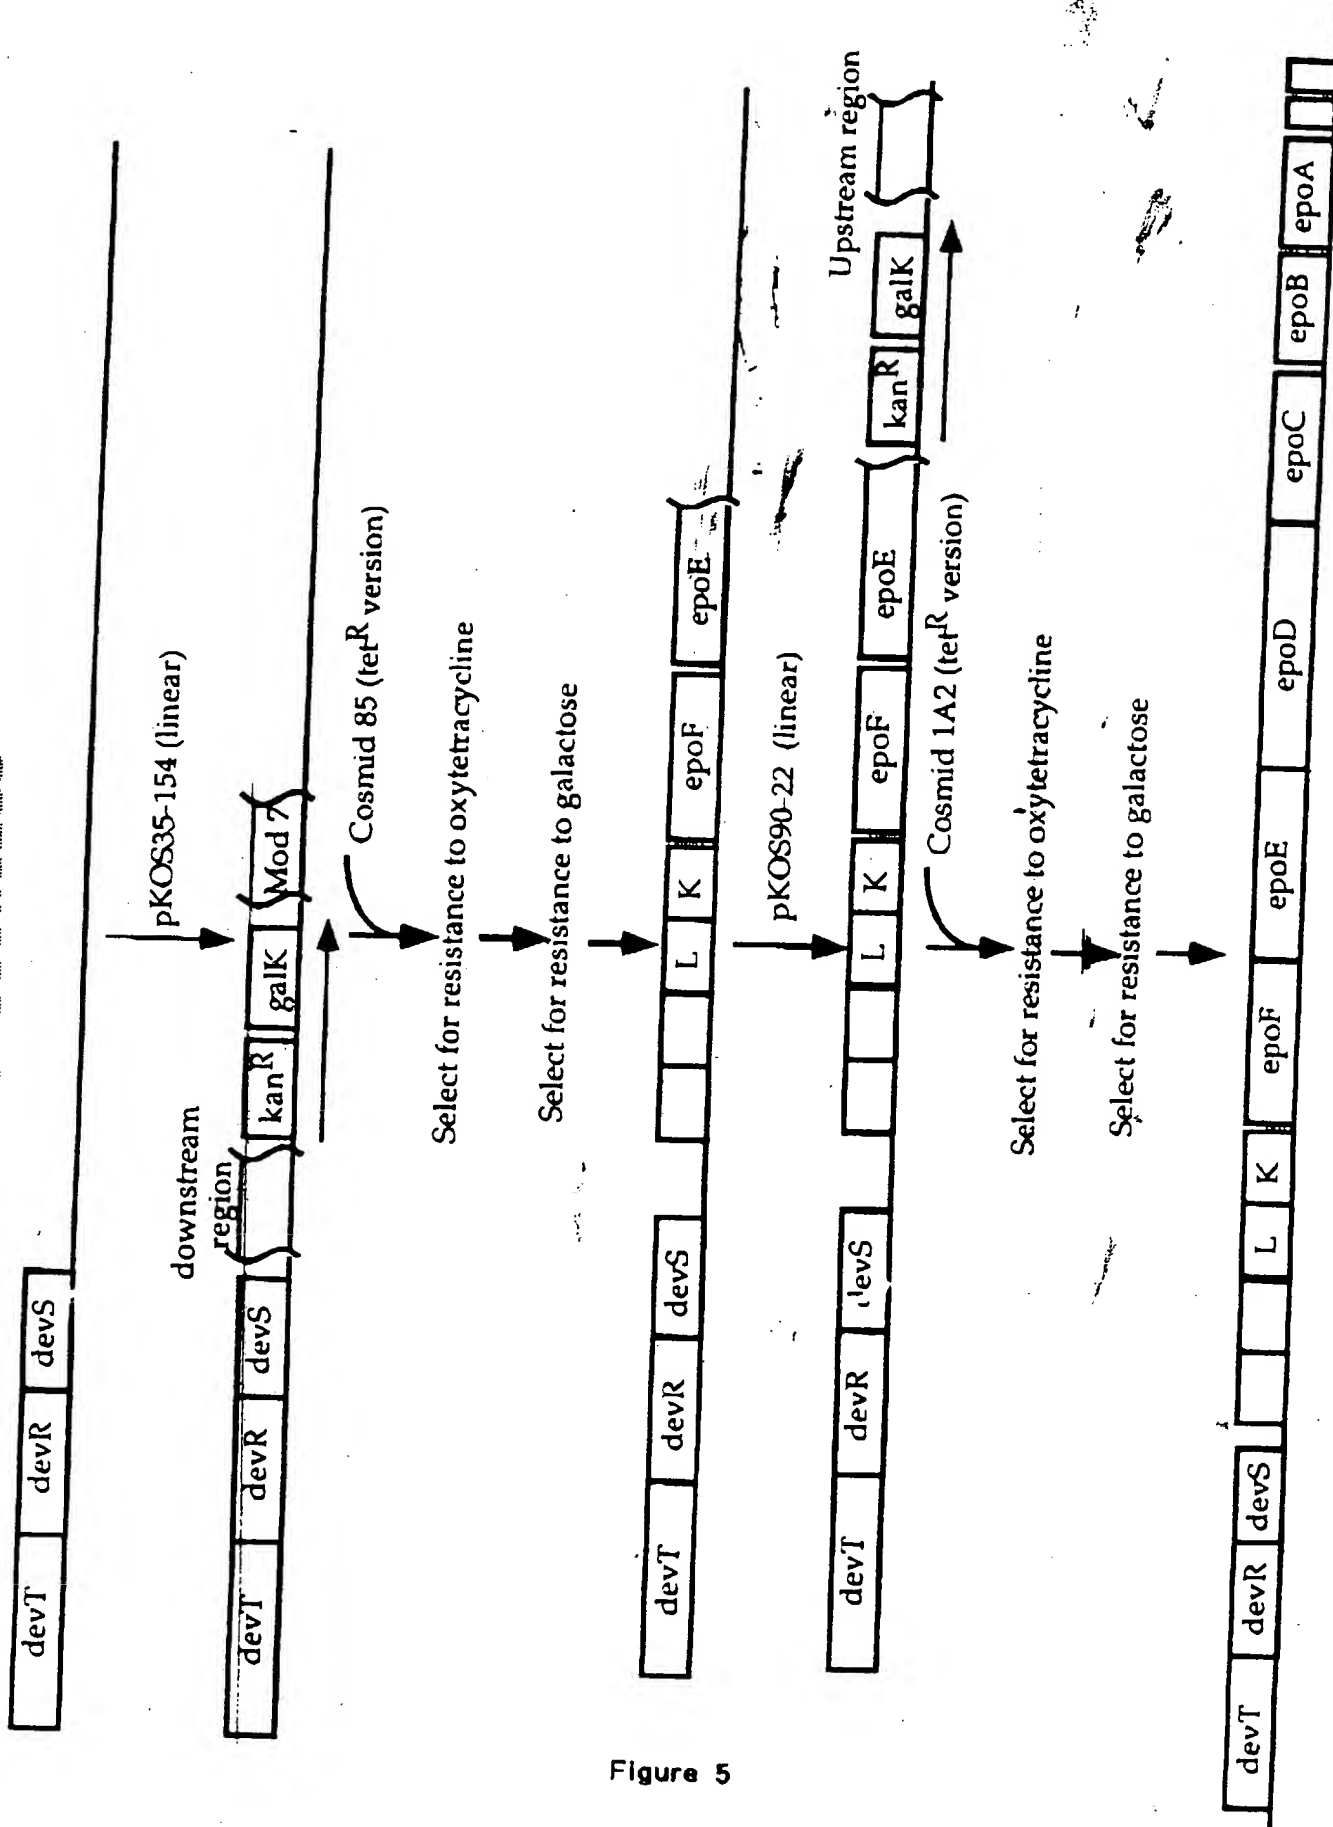 devT devR devS
pKOS35-154 (linear)
downstream
region
devT devR devS kanR galK Mod 7
Cosmid 85 (tetR version)
Select for resistance to oxytetracycline
Select for resistance to galactose
devT devR devS L K epoF epoE
pKOS90-22 (linear)
Upstream region
devT devR devS L K epoF epoE kanR galK
Cosmid 1A2 (tetR version)
Select for resistance to oxytetracycline
Select for resistance to galactose
devT devR devS L K epoF epoE epoD epoC epoB epoA
Figure 5